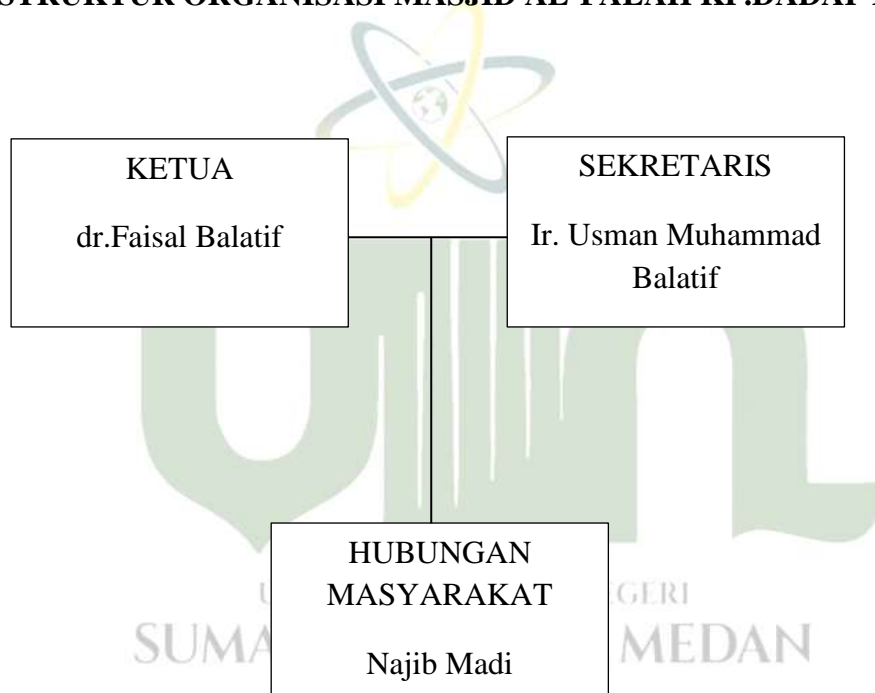 STRUKTUR ORGANISASI MASJID AL-FALAH KP.DADAP
KETUA
dr.Faisal Balatif
SEKRETARIS
Ir. Usman Muhammad
Balatif
HUBUNGAN
MASYARAKAT
Najib Madi
GERI
SUMA MEDAN